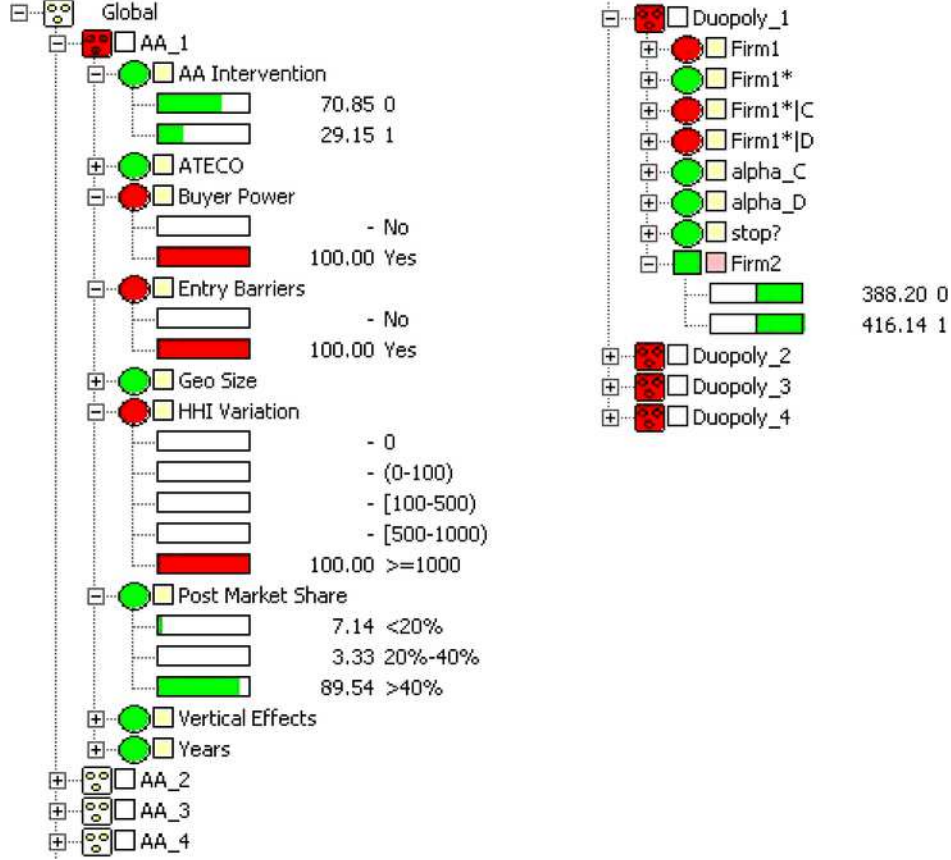 Global
AA_1
AA Intervention
70.85 0
29.15 1
ATECO
Buyer Power
- No
100.00 Yes
Entry Barriers
- No
100.00 Yes
Geo Size
HHI Variation
- 0
- (0-100)
- [100-500)
- [500-1000)
100.00 >=1000
Post Market Share
7.14 <20%
3.33 20%-40%
89.54 >40%
Vertical Effects
Years
AA_2
AA_3
AA_4
Duopoly_1
Firm1
Firm1*
Firm1*|C
Firm1*|D
alpha_C
alpha_D
stop?
Firm2
388.20 0
416.14 1
Duopoly_2
Duopoly_3
Duopoly_4